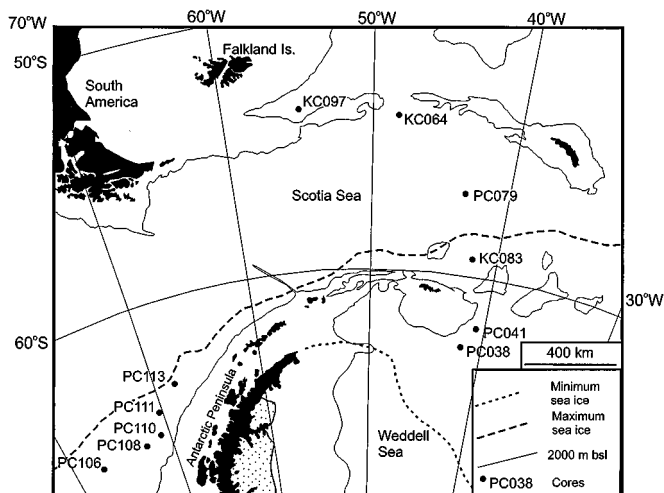 70°W
60°W
50°W
40°W
50°S
Falkland Is.
South
America
KC097
KC064
Scotia Sea
PC079
KC083
30°W
60°S
PC041
PC038
400 km
PC113
PC111
PC110
PC108
PC106
Antarctic Peninsula
Weddell
Sea
Minimum
sea ice
Maximum
sea ice
2000 m bsl
PC038 Cores